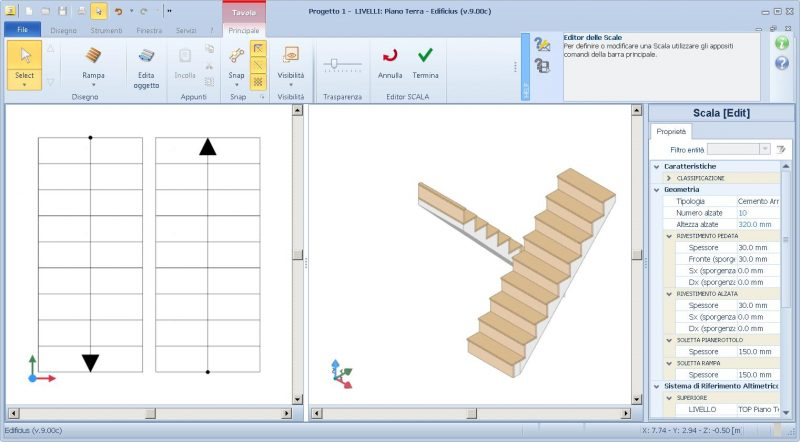 Tavola
Progetto 1 - LIVELLI: Piano Terra - Edificius (v.9.00c)
File
Disegno
Strumenti
Finestra
Servizi
?
Principale
Select
Rampa
Edita
oggetto
Incolla
Snap
Visibilità
Annulla
Termina
Disegno
Appunti
Snap
Visibilità
Trasparenza
Editor SCALA
HELP
Editor delle Scale
Per definire o modificare una Scala utilizzare gli appositi
comandi della barra principale.
Scala [Edit]
Proprietà
Filtro entità
Caratteristiche
CLASSIFICAZIONE
Geometria
Tipologia Cemento Arr
Numero alzate 10
Altezza alzate 320.0 mm
RIVESTIMENTO PEDATA
Spessore 30.0 mm
Fronte (sporge 30.0 mm
Sx (sporgenza 0.0 mm
Dx (sporgenza 0.0 mm
RIVESTIMENTO ALZATA
Spessore 30.0 mm
Sx (sporgenza 0.0 mm
Dx (sporgenza 0.0 mm
SOLETTA PIANEROTTOLO
Spessore 150.0 mm
SOLETTA RAMPA
Spessore 150.0 mm
Sistema di Riferimento Altimetrico
SUPERIORE
LIVELLO TOP Piano Te
Edificius (v.9.00c)
X: 7.74 - Y: 2.94 - Z:-0.50 [m